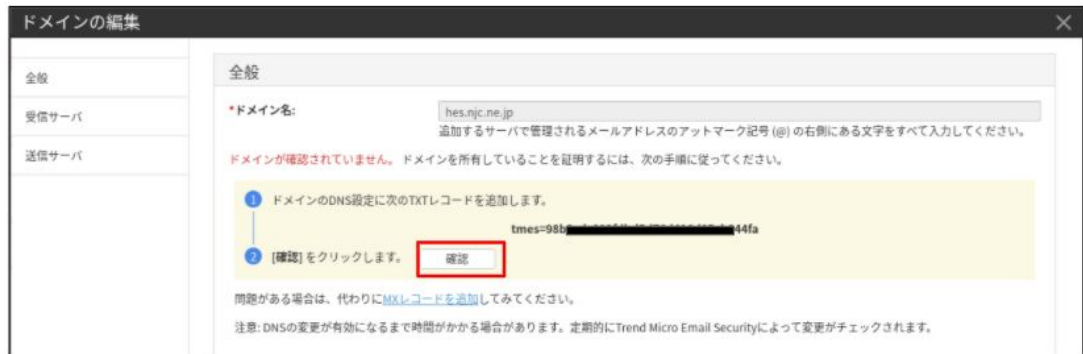 ドメインの編集
全般
受信サーバ
送信サーバ
全般
*ドメイン名:
hes.njc.ne.jp
追加するサーバで管理されるメールアドレスのアットマーク記号 (@) の右側にある文字をすべて入力してください。
ドメインが確認されていません。 ドメインを所有していることを証明するには、次の手順に従ってください。
1 ドメインのDNS設定に次のTXTレコードを追加します。
tmes=98b 44fa
2 [確認] をクリックします。 確認
問題がある場合は、代わりにMXレコードを追加してみてください。
注意: DNSの変更が有効になるまで時間がかかる場合があります。定期的にTrend Micro Email Securityによって変更がチェックされます。